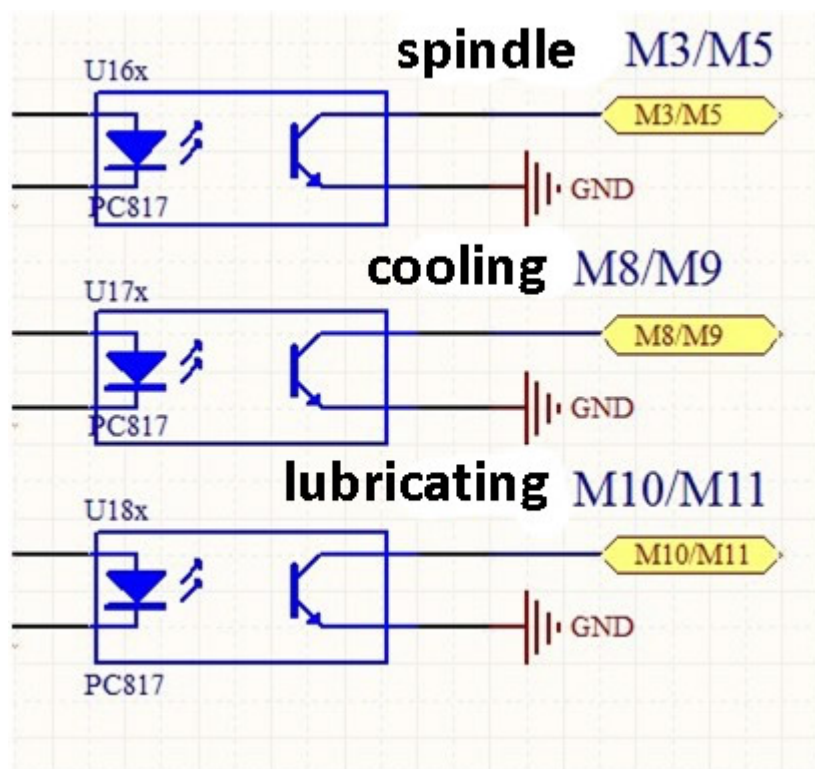 spindle M3/M5
U16x
M3/M5
GND
PC817
cooling M8/M9
U17x
M8/M9
GND
PC817
lubricating M10/M11
U18x
M10/M11
GND
PC817